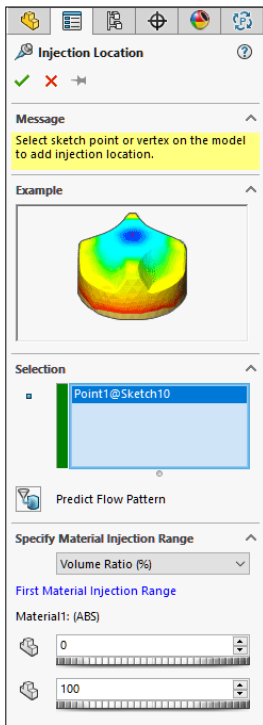 Injection Location
Message
Select sketch point or vertex on the model
to add injection location.
Example
Selection
Point1@Sketch10
Predict Flow Pattern
Specify Material Injection Range
Volume Ratio (%)
First Material Injection Range
Material1: (ABS)
0
100